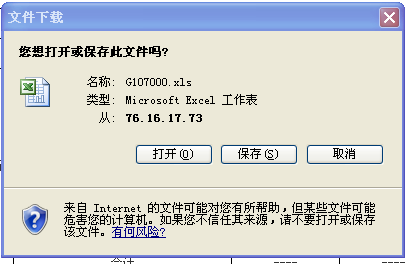 文件下载
您想打开或保存此文件吗?
名称: G107000.xls
类型: Microsoft Excel 工作表
从: 76.16.17.73
打开(O) 保存(S) 取消
来自 Internet 的文件可能对您有所帮助,但某些文件可能
危害您的计算机。如果您不信任其来源,请不要打开或保存
该文件。有何风险?
合计